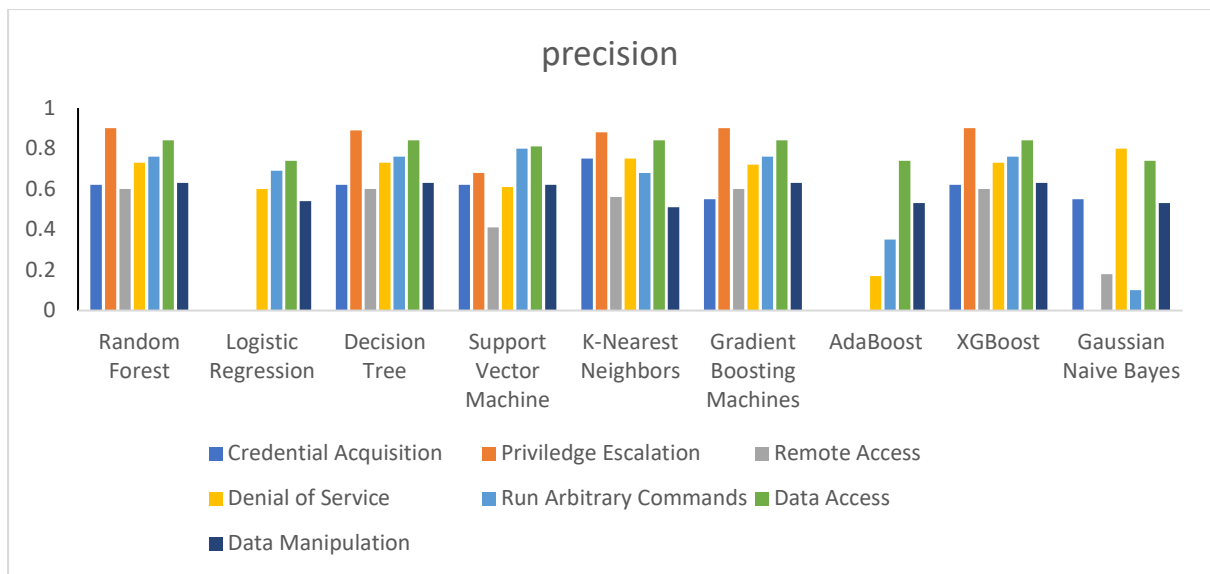 precision
1
0.8
0.6
0.4
0.2
0
Random
Forest
Logistic
Regression
Decision
Tree
Support
Vector
Machine
K-Nearest
Neighbors
Gradient
Boosting
Machines
AdaBoost
XGBoost
Gaussian
Naive Bayes
Credential Acquisition
Priviledge Escalation
Remote Access
Denial of Service
Run Arbitrary Commands
Data Access
Data Manipulation